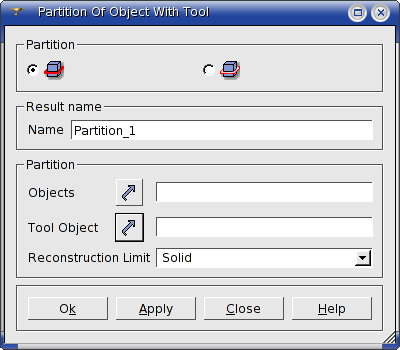 Partition Of Object With Tool
Partition
Result name
Name Partition_1
Partition
Objects
Tool Object
Reconstruction Limit Solid
Ok Apply Close Help